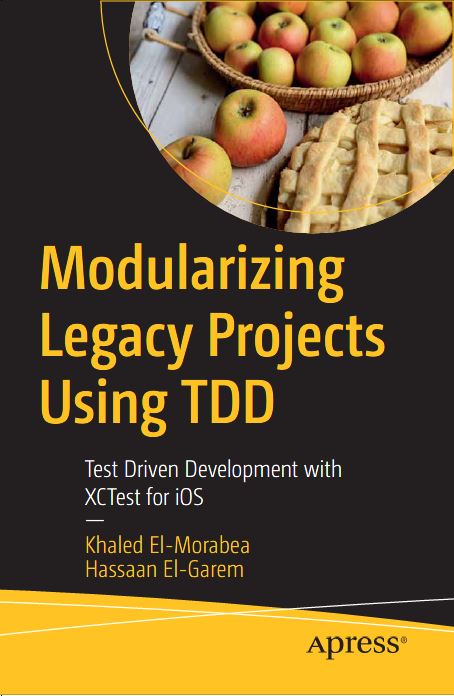 Modularizing
Legacy Projects
Using TDD
Test Driven Development with
XCTest for iOS
—
Khaled El-Morabea
Hassaan El-Garem
Apress®